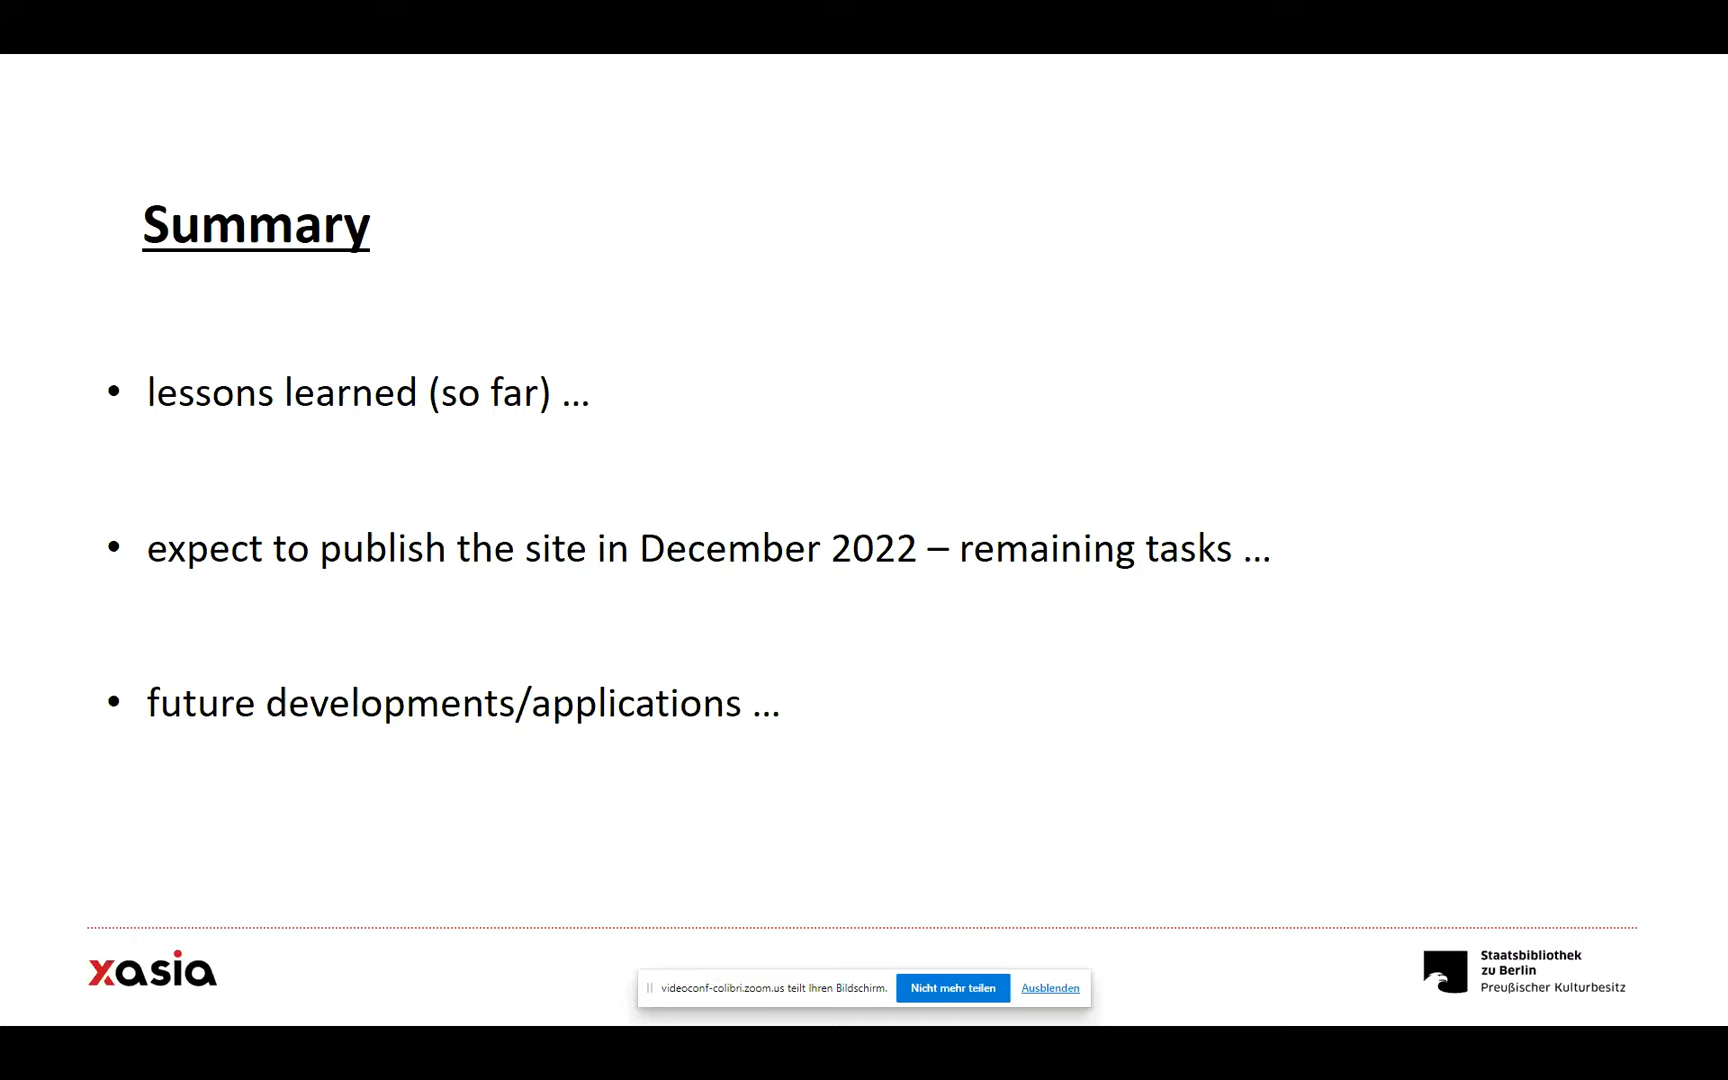 Summary
• lessons learned (so far) ...
• expect to publish the site in December 2022 – remaining tasks ...
• future developments/applications ...
xasia
videoconf-colibri.zoom.us teilt Ihren Bildschirm. Nicht mehr teilen Ausblenden
Staatsbibliothek
zu Berlin
Preußischer Kulturbesitz